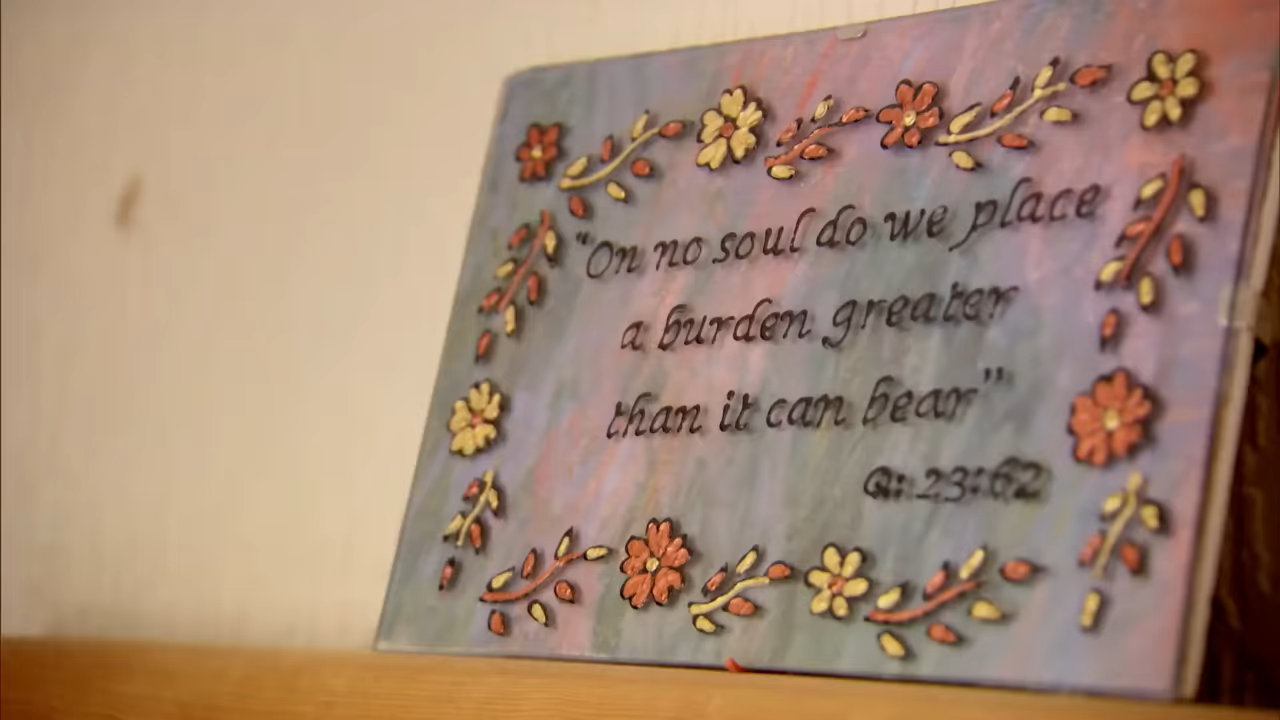 “On no soul do we place
a burden greater
than it can bear”
Q:23:62